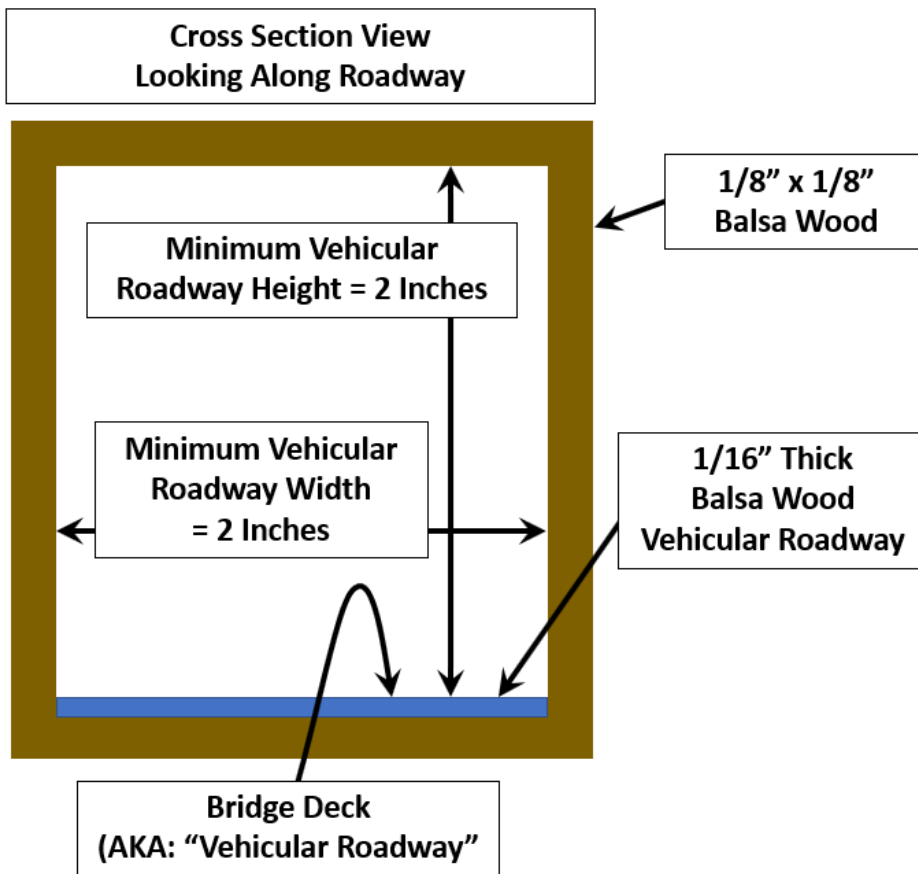 Cross Section View
Looking Along Roadway
1/8” x 1/8”
Balsa Wood
Minimum Vehicular
Roadway Height = 2 Inches
Minimum Vehicular
Roadway Width
= 2 Inches
1/16” Thick
Balsa Wood
Vehicular Roadway
Bridge Deck
(AKA: “Vehicular Roadway”